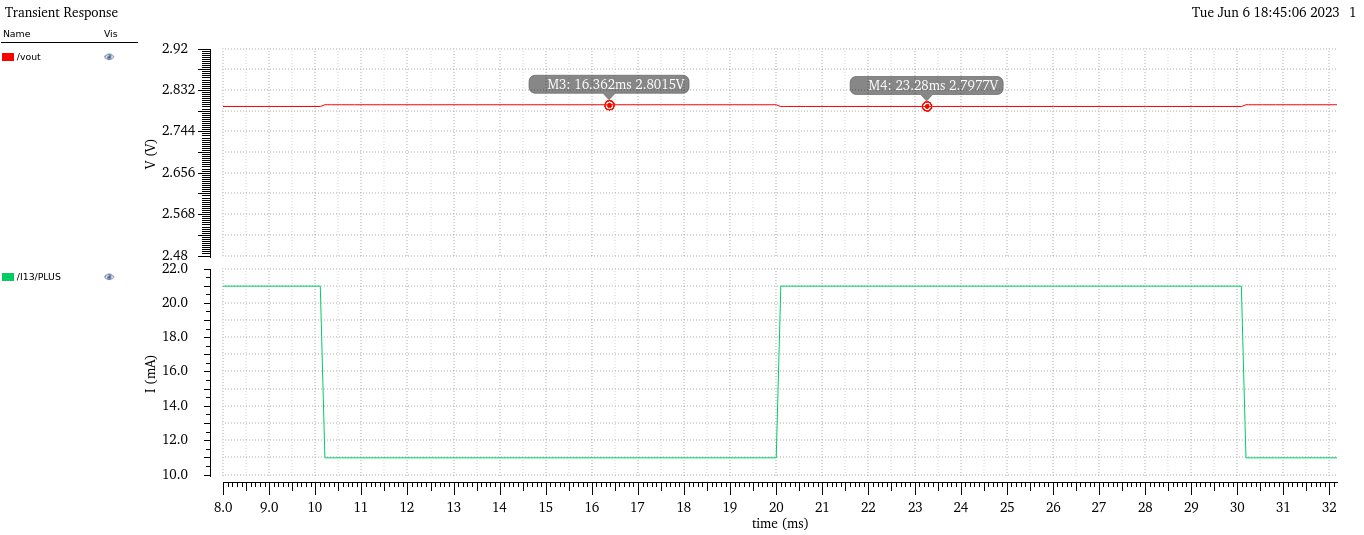 Transient Response
Tue Jun 6 18:45:06 2023 1
Name Vis
/vout
2.92
2.832
2.744
2.656
2.568
2.48
V (V)
M3: 16.362ms 2.8015V
M4: 23.28ms 2.7977V
/I13/PLUS
22.0
20.0
18.0
16.0
14.0
12.0
10.0
I (mA)
8.0 9.0 10 11 12 13 14 15 16 17 18 19 20 21 22 23 24 25 26 27 28 29 30 31 32
time (ms)